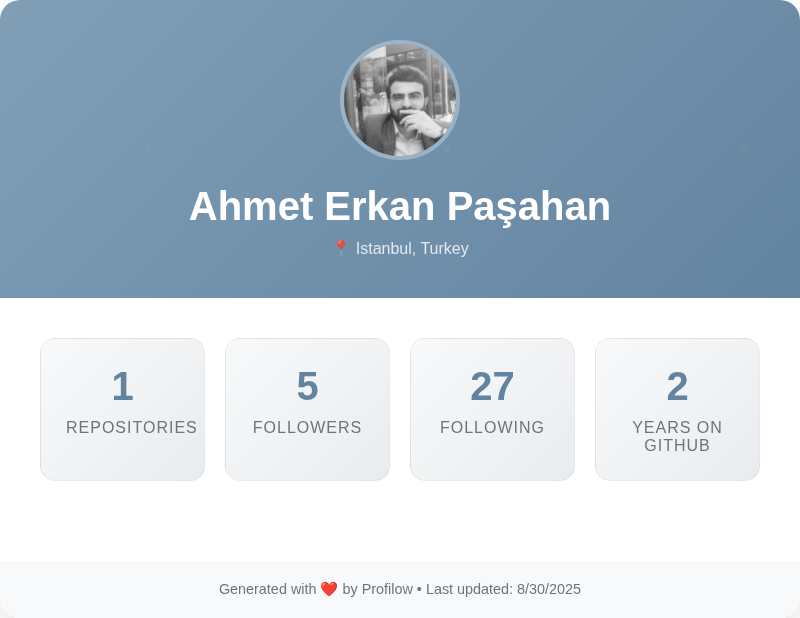 Ahmet Erkan Paşahan
📍 Istanbul, Turkey
1
REPOSITORIES
5
FOLLOWERS
27
FOLLOWING
2
YEARS ON
GITHUB
Generated with ❤️ by Profilow • Last updated: 8/30/2025